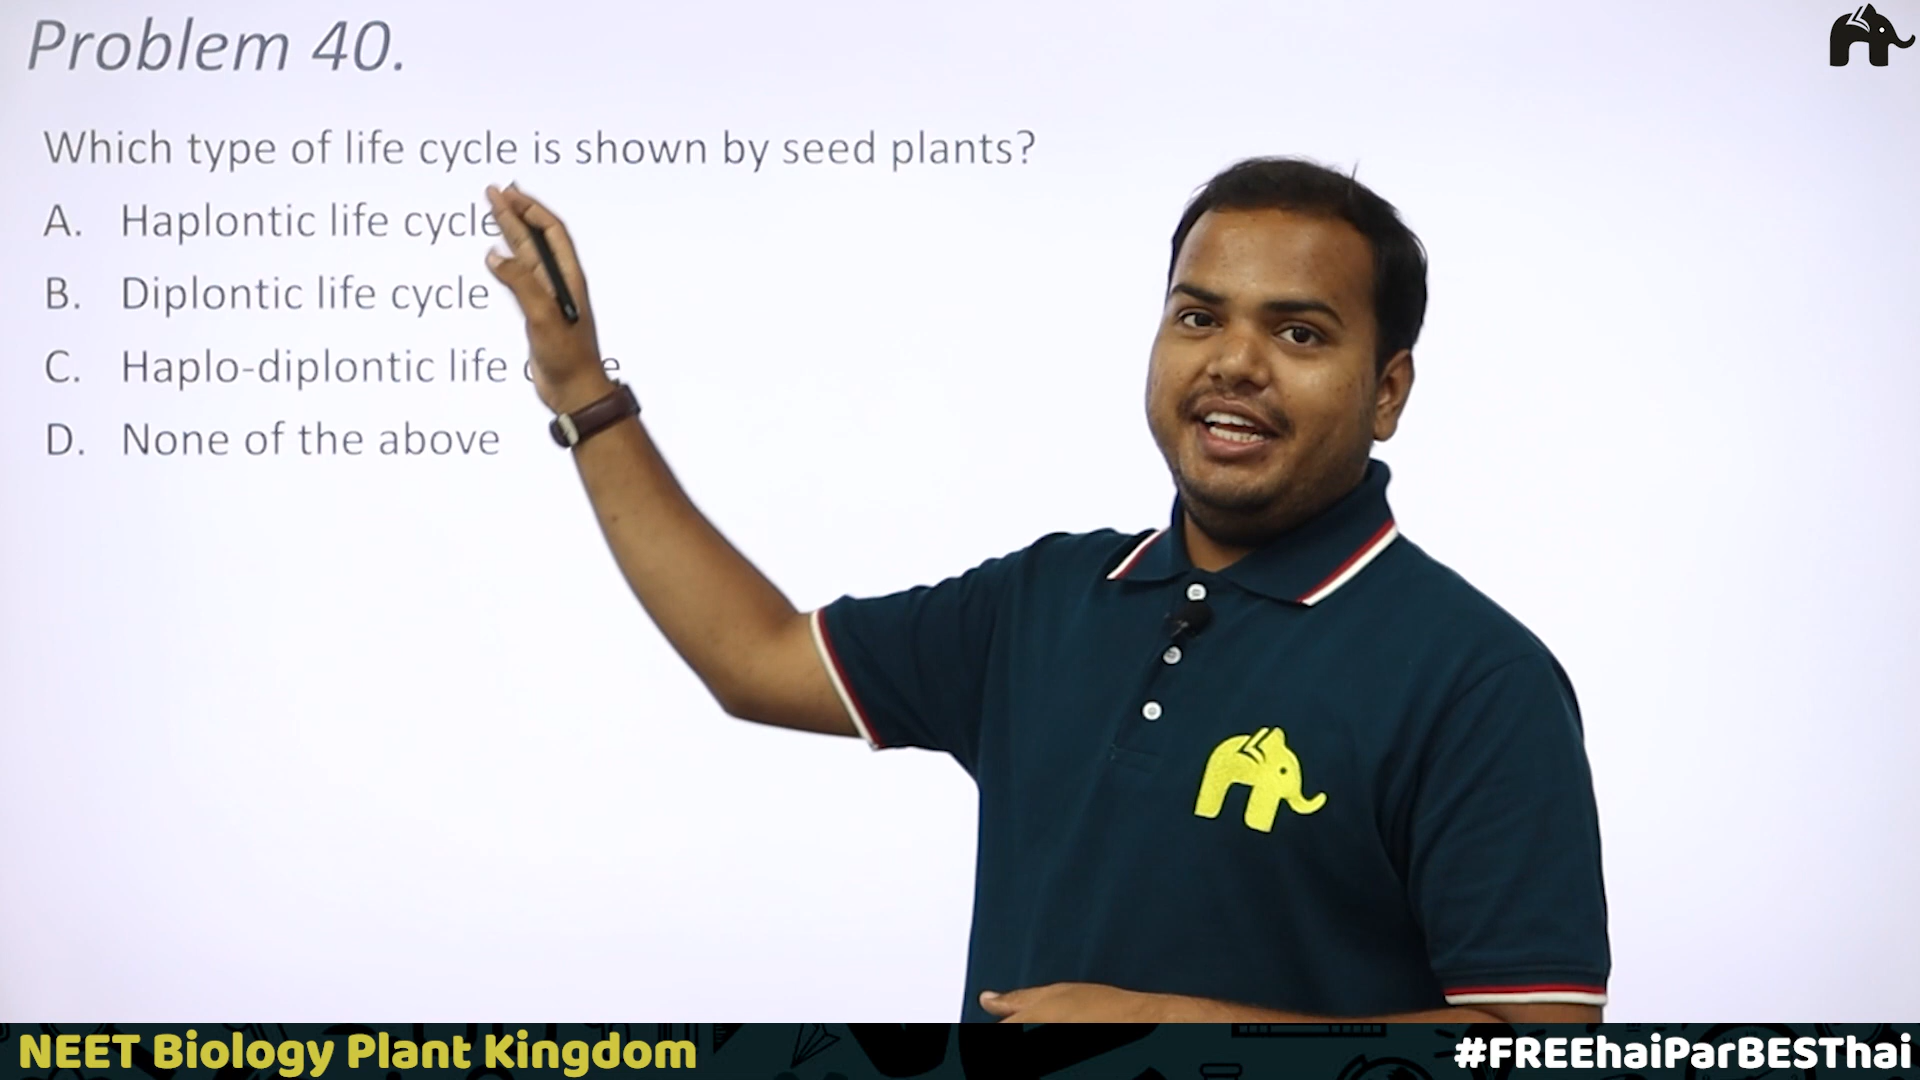 Problem 40.
Which type of life cycle is shown by seed plants?
A. Haplontic life cycle
B. Diplontic life cycle
C. Haplo-diplontic life
D. None of the above
NEET Biology Plant Kingdom
#FREEhaiParBESThai